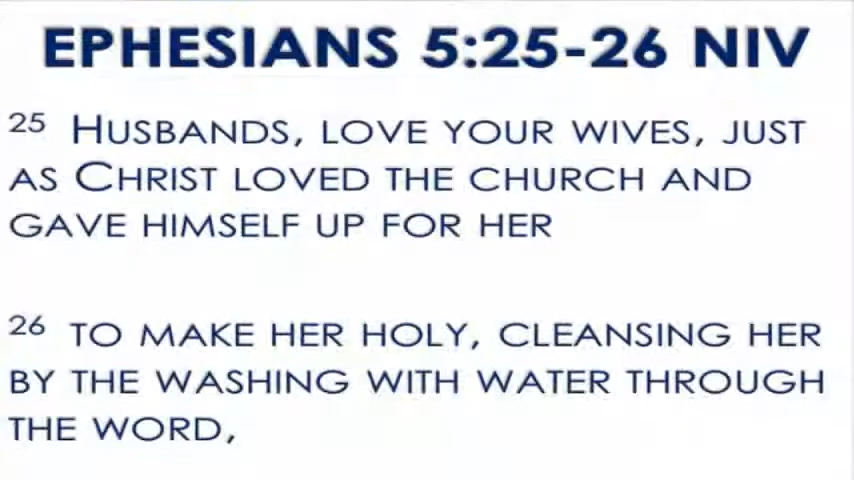 EPHESIANS 5:25-26 NIV
25 HUSBANDS, LOVE YOUR WIVES, JUST
AS CHRIST LOVED THE CHURCH AND
GAVE HIMSELF UP FOR HER
26 TO MAKE HER HOLY, CLEANSING HER
BY THE WASHING WITH WATER THROUGH
THE WORD,